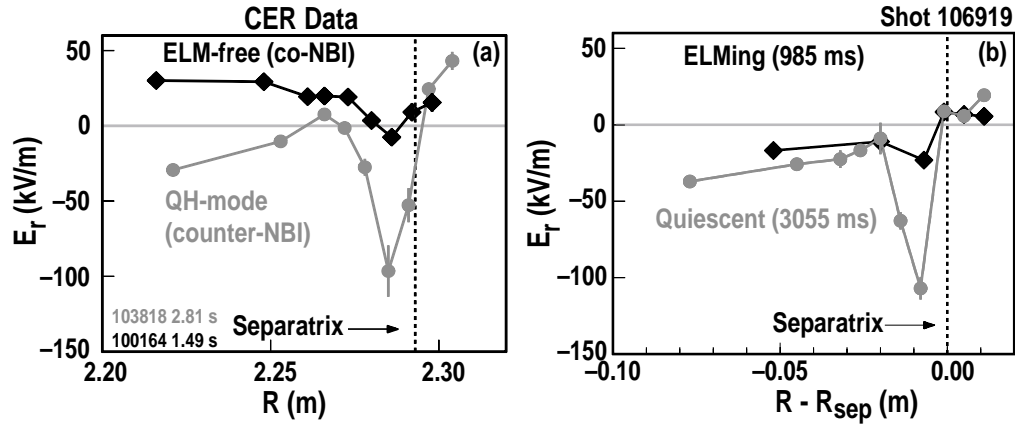 CER Data
Shot 106919
50
0
−50
−100
−150
E_r (kV/m)
ELM-free (co-NBI)
(a)
QH-mode
(counter-NBI)
103818 2.81 s
100164 1.49 s
Separatrix
2.20
2.25
2.30
R (m)
50
0
−50
−100
−150
E_r (kV/m)
ELMing (985 ms)
(b)
Quiescent (3055 ms)
Separatrix
−0.10
−0.05
0.00
R - R_sep (m)